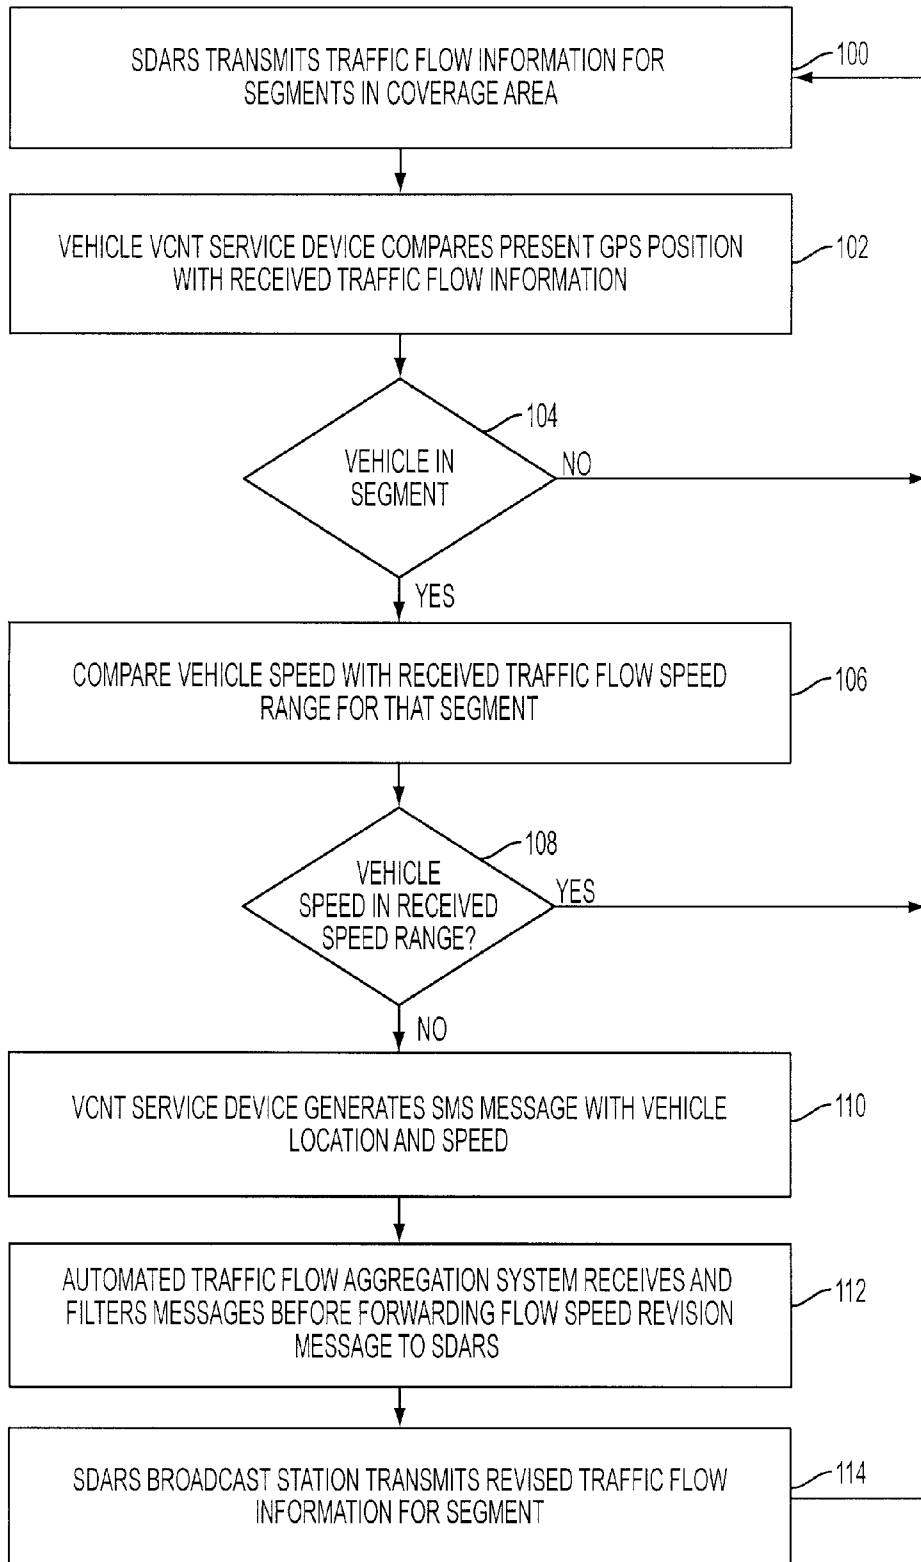 SDARS TRANSMITS TRAFFIC FLOW INFORMATION FOR
SEGMENTS IN COVERAGE AREA
100
VEHICLE VCNT SERVICE DEVICE COMPARES PRESENT GPS POSITION
WITH RECEIVED TRAFFIC FLOW INFORMATION
102
104
VEHICLE IN
SEGMENT
NO
YES
COMPARE VEHICLE SPEED WITH RECEIVED TRAFFIC FLOW SPEED
RANGE FOR THAT SEGMENT
106
108
VEHICLE
SPEED IN RECEIVED
SPEED RANGE?
YES
NO
VCNT SERVICE DEVICE GENERATES SMS MESSAGE WITH VEHICLE
LOCATION AND SPEED
110
AUTOMATED TRAFFIC FLOW AGGREGATION SYSTEM RECEIVES AND
FILTERS MESSAGES BEFORE FORWARDING FLOW SPEED REVISION
MESSAGE TO SDARS
112
SDARS BROADCAST STATION TRANSMITS REVISED TRAFFIC FLOW
INFORMATION FOR SEGMENT
114